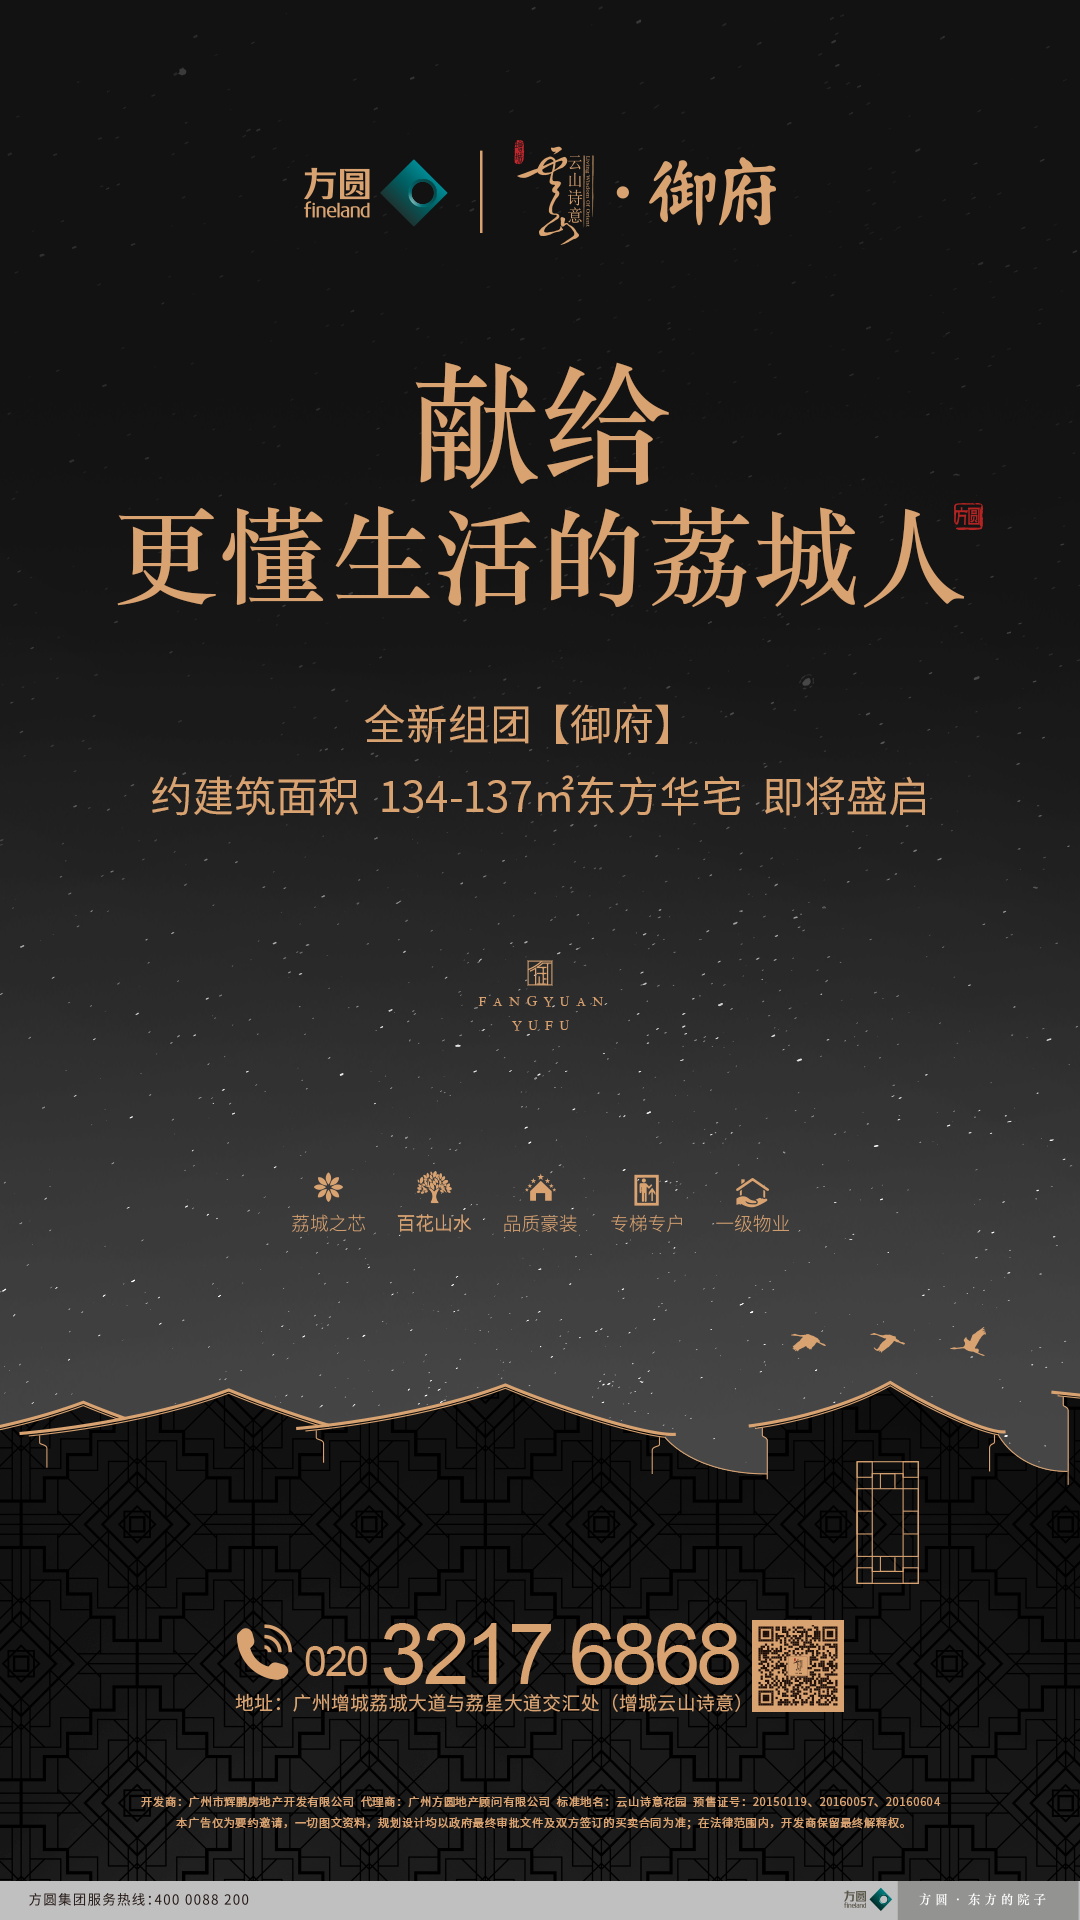 方圆
fineland
云山诗意
·御府
献给
更懂生活的荔城人
方圆
全新组团【御府】
约建筑面积 134-137㎡东方华宅 即将盛启
御
FANGYUAN
YUFU
荔城之芯 百花山水 品质豪装 专梯专户 一级物业
020 3217 6868
地址：广州增城荔城大道与荔星大道交汇处（增城云山诗意）
开发商：广州市辉鹏房地产开发有限公司 代理商：广州方圆地产顾问有限公司 标准地名：云山诗意花园 预售证号：20150119、20160057、20160604
本广告仅为要约邀请，一切图文资料，规划设计均以政府最终审批文件及双方签订的买卖合同为准；在法律范围内，开发商保留最终解释权。
方圆集团服务热线：400 0088 200
方圆
fineland
方圆·东方的院子